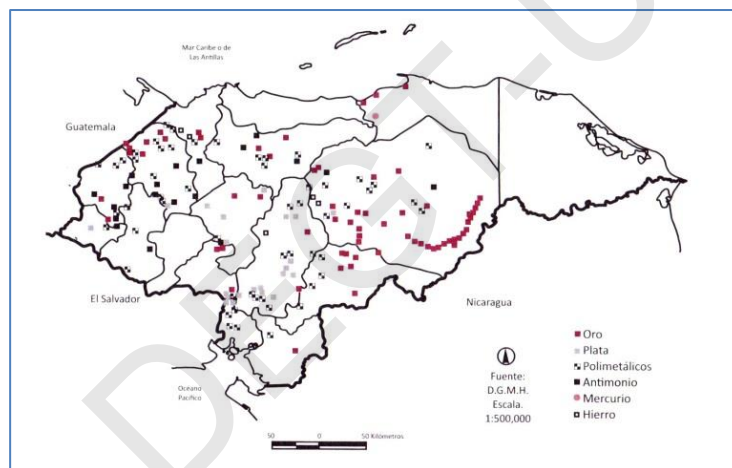 Mar Caribe o de
Las Antillas
Guatemala
El Salvador
Nicaragua
Océano
Pacífico
Fuente:
D.G.M.H.
Escala.
1:500,000
Oro
Plata
Polimetálicos
Antimonio
Mercurio
Hierro
50 0 50 Kilómetros
DEGT-U